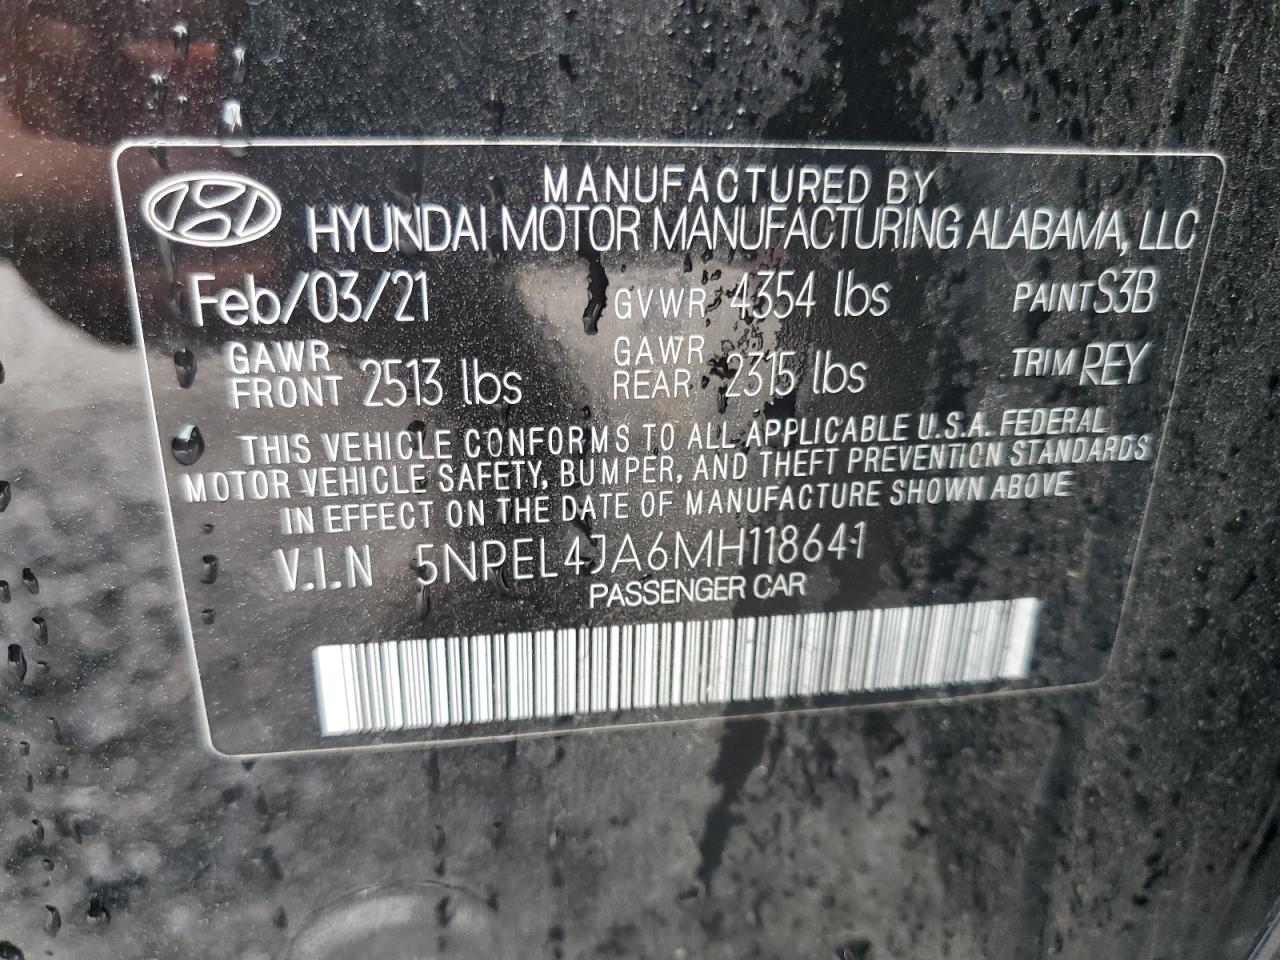 MANUFACTURED BY
HYUNDAI MOTOR MANUFACTURING ALABAMA, LLC
Feb/03/21 GVWR 4354 lbs PAINT S3B
GAWR FRONT 2513 lbs GAWR REAR 2315 lbs TRIM REY
THIS VEHICLE CONFORMS TO ALL APPLICABLE U.S.A. FEDERAL
MOTOR VEHICLE SAFETY, BUMPER, AND THEFT PREVENTION STANDARDS
IN EFFECT ON THE DATE OF MANUFACTURE SHOWN ABOVE
V.I.N 5NPEL4JA6MH118641
PASSENGER CAR